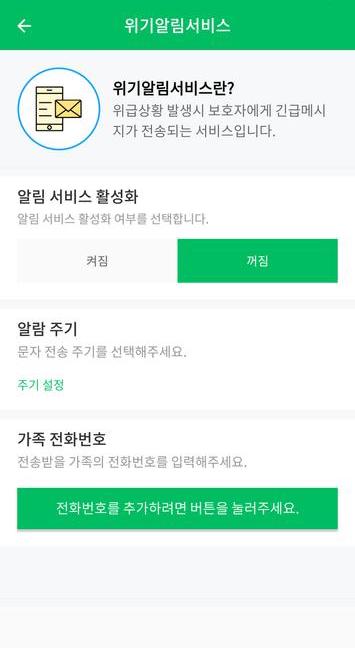 위기알림서비스
위기알림서비스란?
위급상황 발생시 보호자에게 긴급메시
지가 전송되는 서비스입니다.
알림 서비스 활성화
알림 서비스 활성화 여부를 선택합니다.
켜짐 꺼짐
알람 주기
문자 전송 주기를 선택해주세요.
주기 설정
가족 전화번호
전송받을 가족의 전화번호를 입력해주세요.
전화번호를 추가하려면 버튼을 눌러주세요.